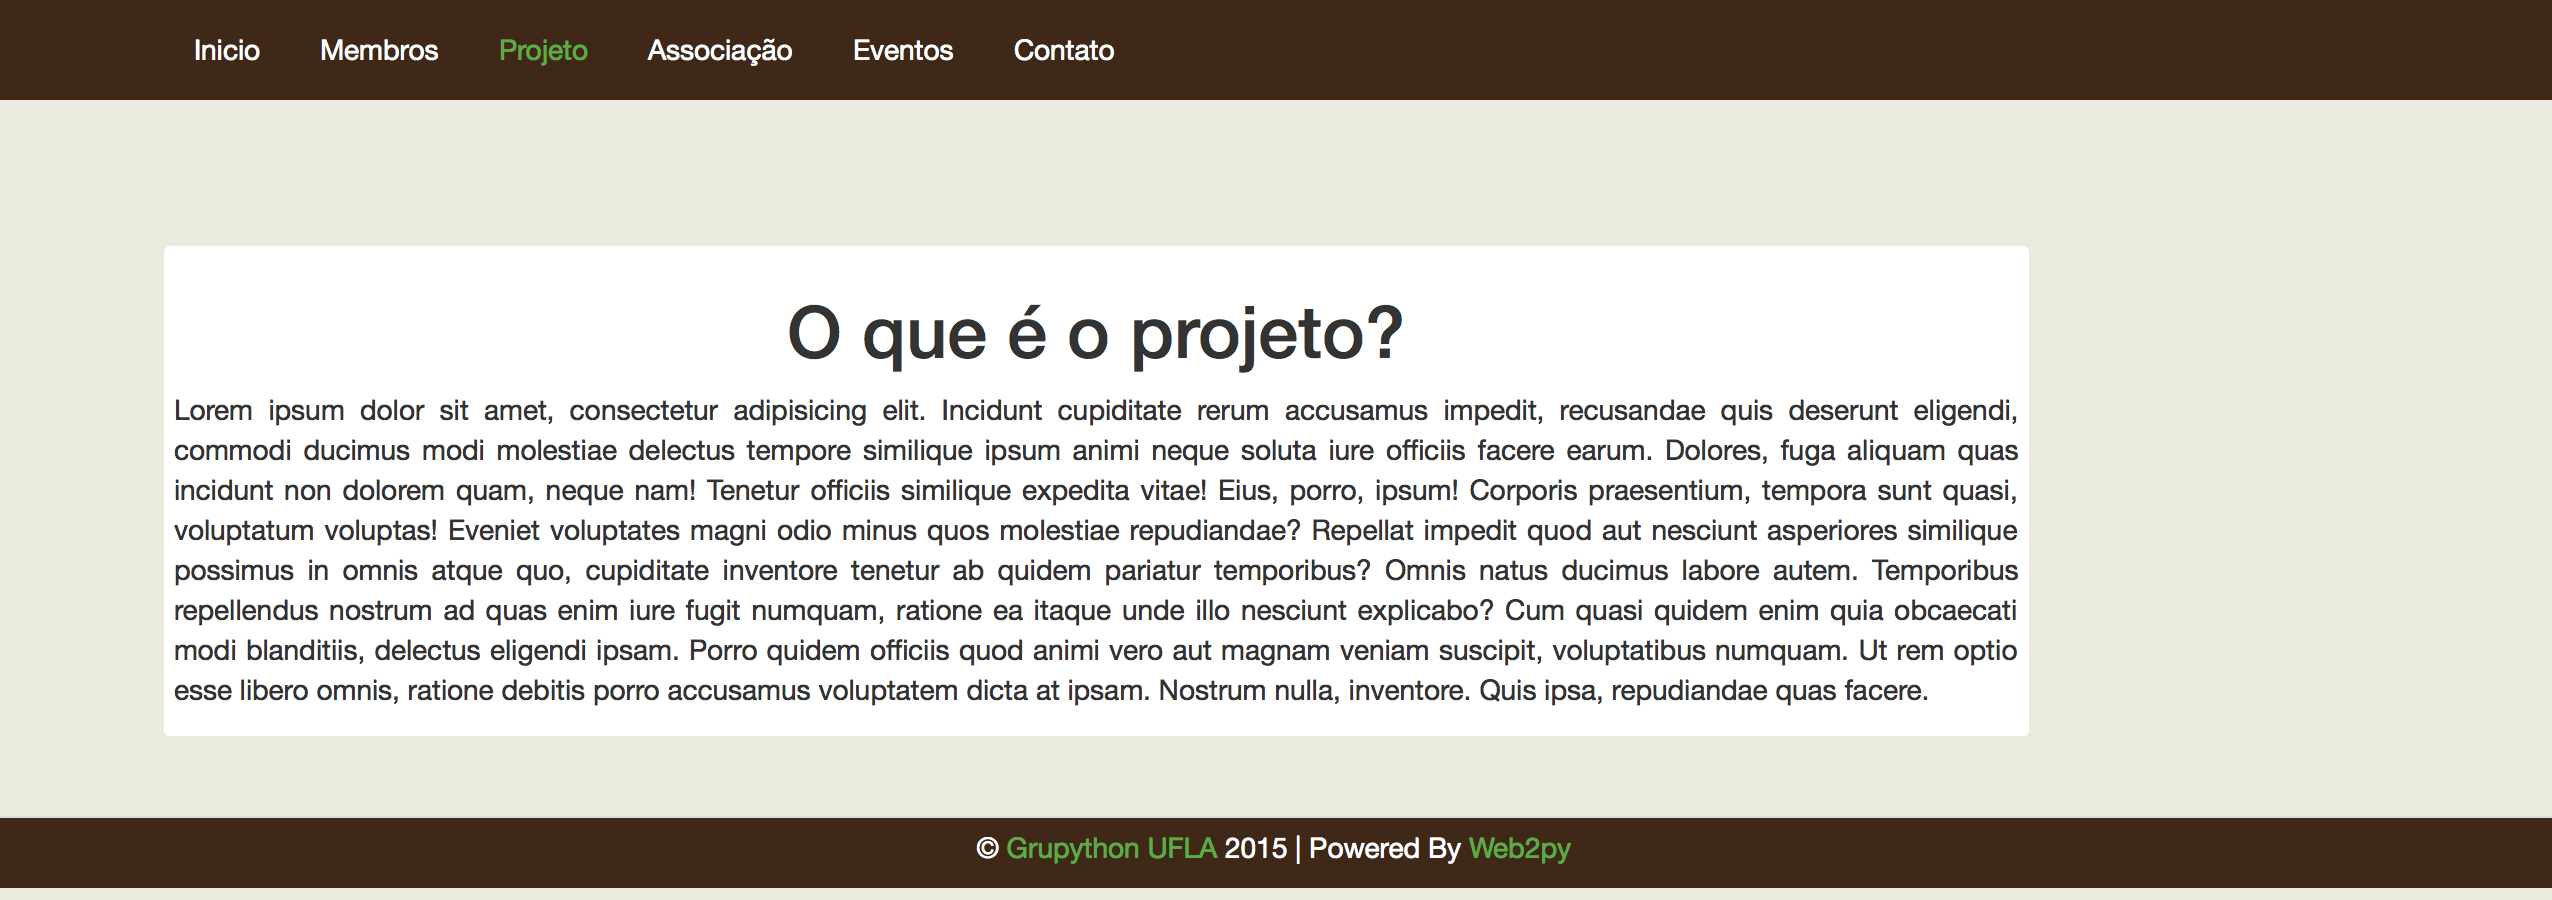 Inicio Membros Projeto Associação Eventos Contato
O que é o projeto?
Lorem ipsum dolor sit amet, consectetur adipisicing elit. Incidunt cupiditate rerum accusamus impedit, recusandae quis deserunt eligendi,
commodi ducimus modi molestiae delectus tempore similique ipsum animi neque soluta iure officiis facere earum. Dolores, fuga aliquam quas
incidunt non dolorem quam, neque nam! Tenetur officiis similique expedita vitae! Eius, porro, ipsum! Corporis praesentium, tempora sunt quasi,
voluptatum voluptas! Eveniet voluptates magni odio minus quos molestiae repudiandae? Repellat impedit quod aut nesciunt asperiores similique
possimus in omnis atque quo, cupiditate inventore tenetur ab quidem pariatur temporibus? Omnis natus ducimus labore autem. Temporibus
repellendus nostrum ad quas enim iure fugit numquam, ratione ea itaque unde illo nesciunt explicabo? Cum quasi quidem enim quia obcaecati
modi blanditiis, delectus eligendi ipsam. Porro quidem officiis quod animi vero aut magnam veniam suscipit, voluptatibus numquam. Ut rem optio
esse libero omnis, ratione debitis porro accusamus voluptatem dicta at ipsam. Nostrum nulla, inventore. Quis ipsa, repudiandae quas facere.
© Grupython UFLA 2015 | Powered By Web2py